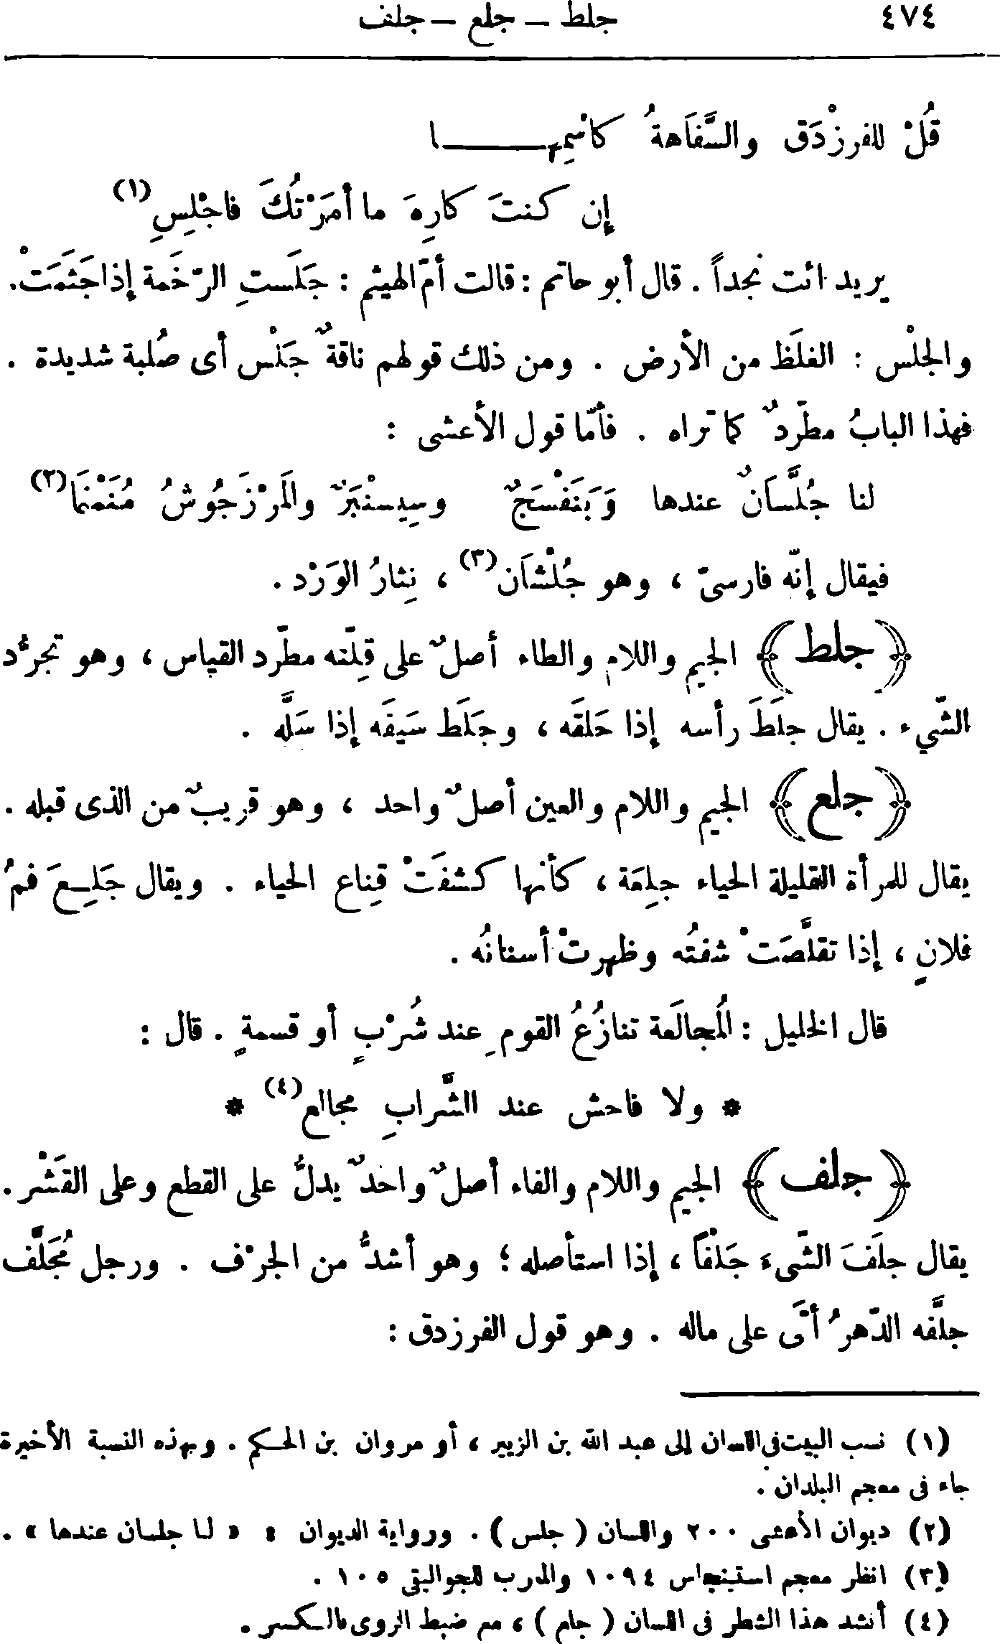 ٤٧٤ جلط — جلع — جلف
قُلْ للفرزْدَق والسَّفَاهةُ كاسْمِها
إن كنتَ كارِهَ ما أمَرْتُكَ فاجْلِسِ (١)
يريد ائت نجداً . قال أبو حاتم : قالت أمّ الهيثم : جَلَستِ الرّخَمة إذا جَثَمَتْ .
والجلْس : الغلَظ من الأرض . ومن ذلك قولهم ناقةٌ جَلْس أى صُلبة شديدة .
فهذا البابُ مطّردٌ كما تراه . فأمّا قول الأعشى :
لنا جُلَّسَانٌ عندها وَبَنَفْسَجٌ وسِيسنْبَرٌ والمَرْزَجُوشُ مُنَمْنَمَا (٢)
فيقال إنّه فارسىّ ، وهو جُلْشَان (٣) ، نِثارُ الوَرْد .
﴿ جلط ﴾ الجيم واللام والطاء أصلٌ على قِلّته مطّرد القياس ، وهو تجرُّد
الشّيء . يقال جلَطَ رأسه إذا حَلقَه ، وجَلَط سَيفَه إذا سَلَّه .
﴿ جلع ﴾ الجيم واللام والعين أصلٌ واحد ، وهو قريبٌ من الذى قبله .
يقال للمرأة القليلة الحياء جلِعَة ، كأنها كشفَتْ قِناع الحياء . ويقال جَلِعَ فمُ
فلانٍ ، إذا تقلَّصَتْ شفتُه وظهرتْ أسنانُه .
قال الخليل : المُجالَعة تنازُعُ القومِ عند شُرْبٍ أو قسمةٍ . قال :
* ولا فاحش عند الشَّرابِ مجالع (٤) *
﴿ جلف ﴾ الجيم واللام والفاء أصلٌ واحدٌ يدلُّ على القطع وعلى القَشْر .
يقال جلَفَ الشّىءَ جَلْفاً ، إذا استأصله ؛ وهو أشدُّ من الجرْف . ورجل مُجَلَّف
جلَّفه الدّهرُ أتَى على ماله . وهو قول الفرزدق :
(١) نسب البيت فى اللسان إلى عبد الله بن الزبير ، أو مروان بن الحكم . وبهذه النسبة الأخيرة
جاء فى معجم البلدان .
(٢) ديوان الأعشى ٢٠٠ واللسان ( جلس ) . ورواية الديوان : « لنا جلسان عندها » .
(٣) انظر معجم استينجاس ١٠٩٤ والمعرب للجواليقى ١٠٥ .
(٤) أنشد هذا الشطر فى اللسان ( جلع ) ، مع ضبط الروى بالكسر .